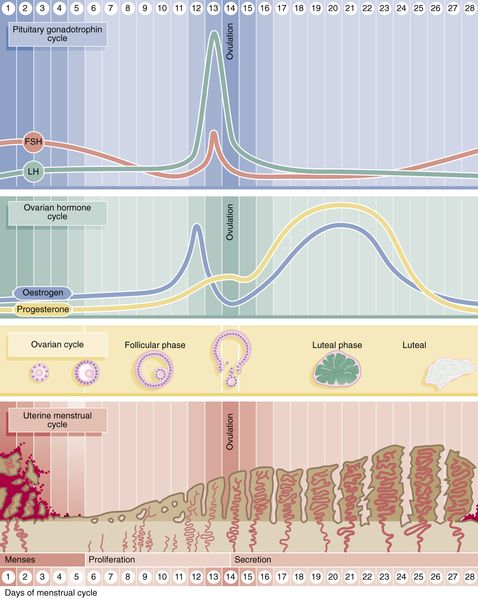 1 2 3 4 5 6 7 8 9 10 11 12 13 14 15 16 17 18 19 20 21 22 23 24 25 26 27 28
Pituitary gonadotrophin
cycle
Ovulation
FSH
LH
Ovarian hormone
cycle
Ovulation
Oestrogen
Progesterone
Ovarian cycle
Follicular phase
Luteal phase
Luteal
Uterine menstrual
cycle
Ovulation
Menses
Proliferation
Secretion
1 2 3 4 5 6 7 8 9 10 11 12 13 14 15 16 17 18 19 20 21 22 23 24 25 26 27 28
Days of menstrual cycle